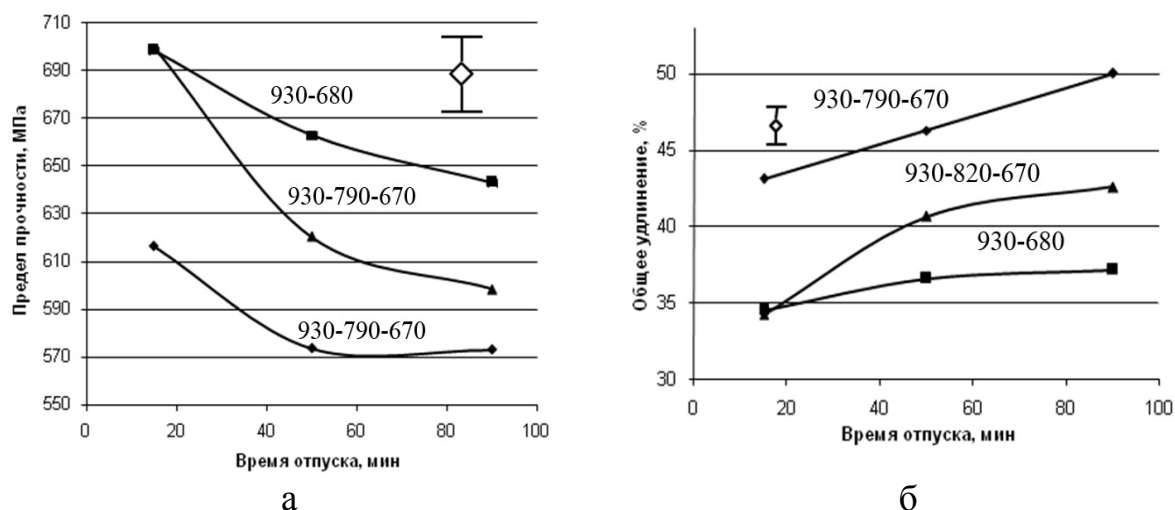 Предел прочности, МПа
710
690
670
650
630
610
590
570
550
930-680
930-790-670
930-790-670
0 20 40 60 80 100
Время отпуска, мин
а
Общее удлинение, %
50
45
40
35
30
930-790-670
930-820-670
930-680
0 20 40 60 80 100
Время отпуска, мин
б